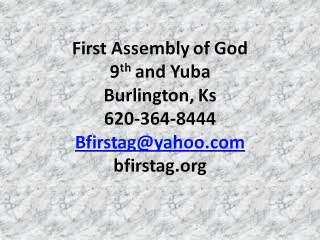 First Assembly of God
9th and Yuba
Burlington, Ks
620-364-8444
Bfirstag@yahoo.com
bfirstag.org